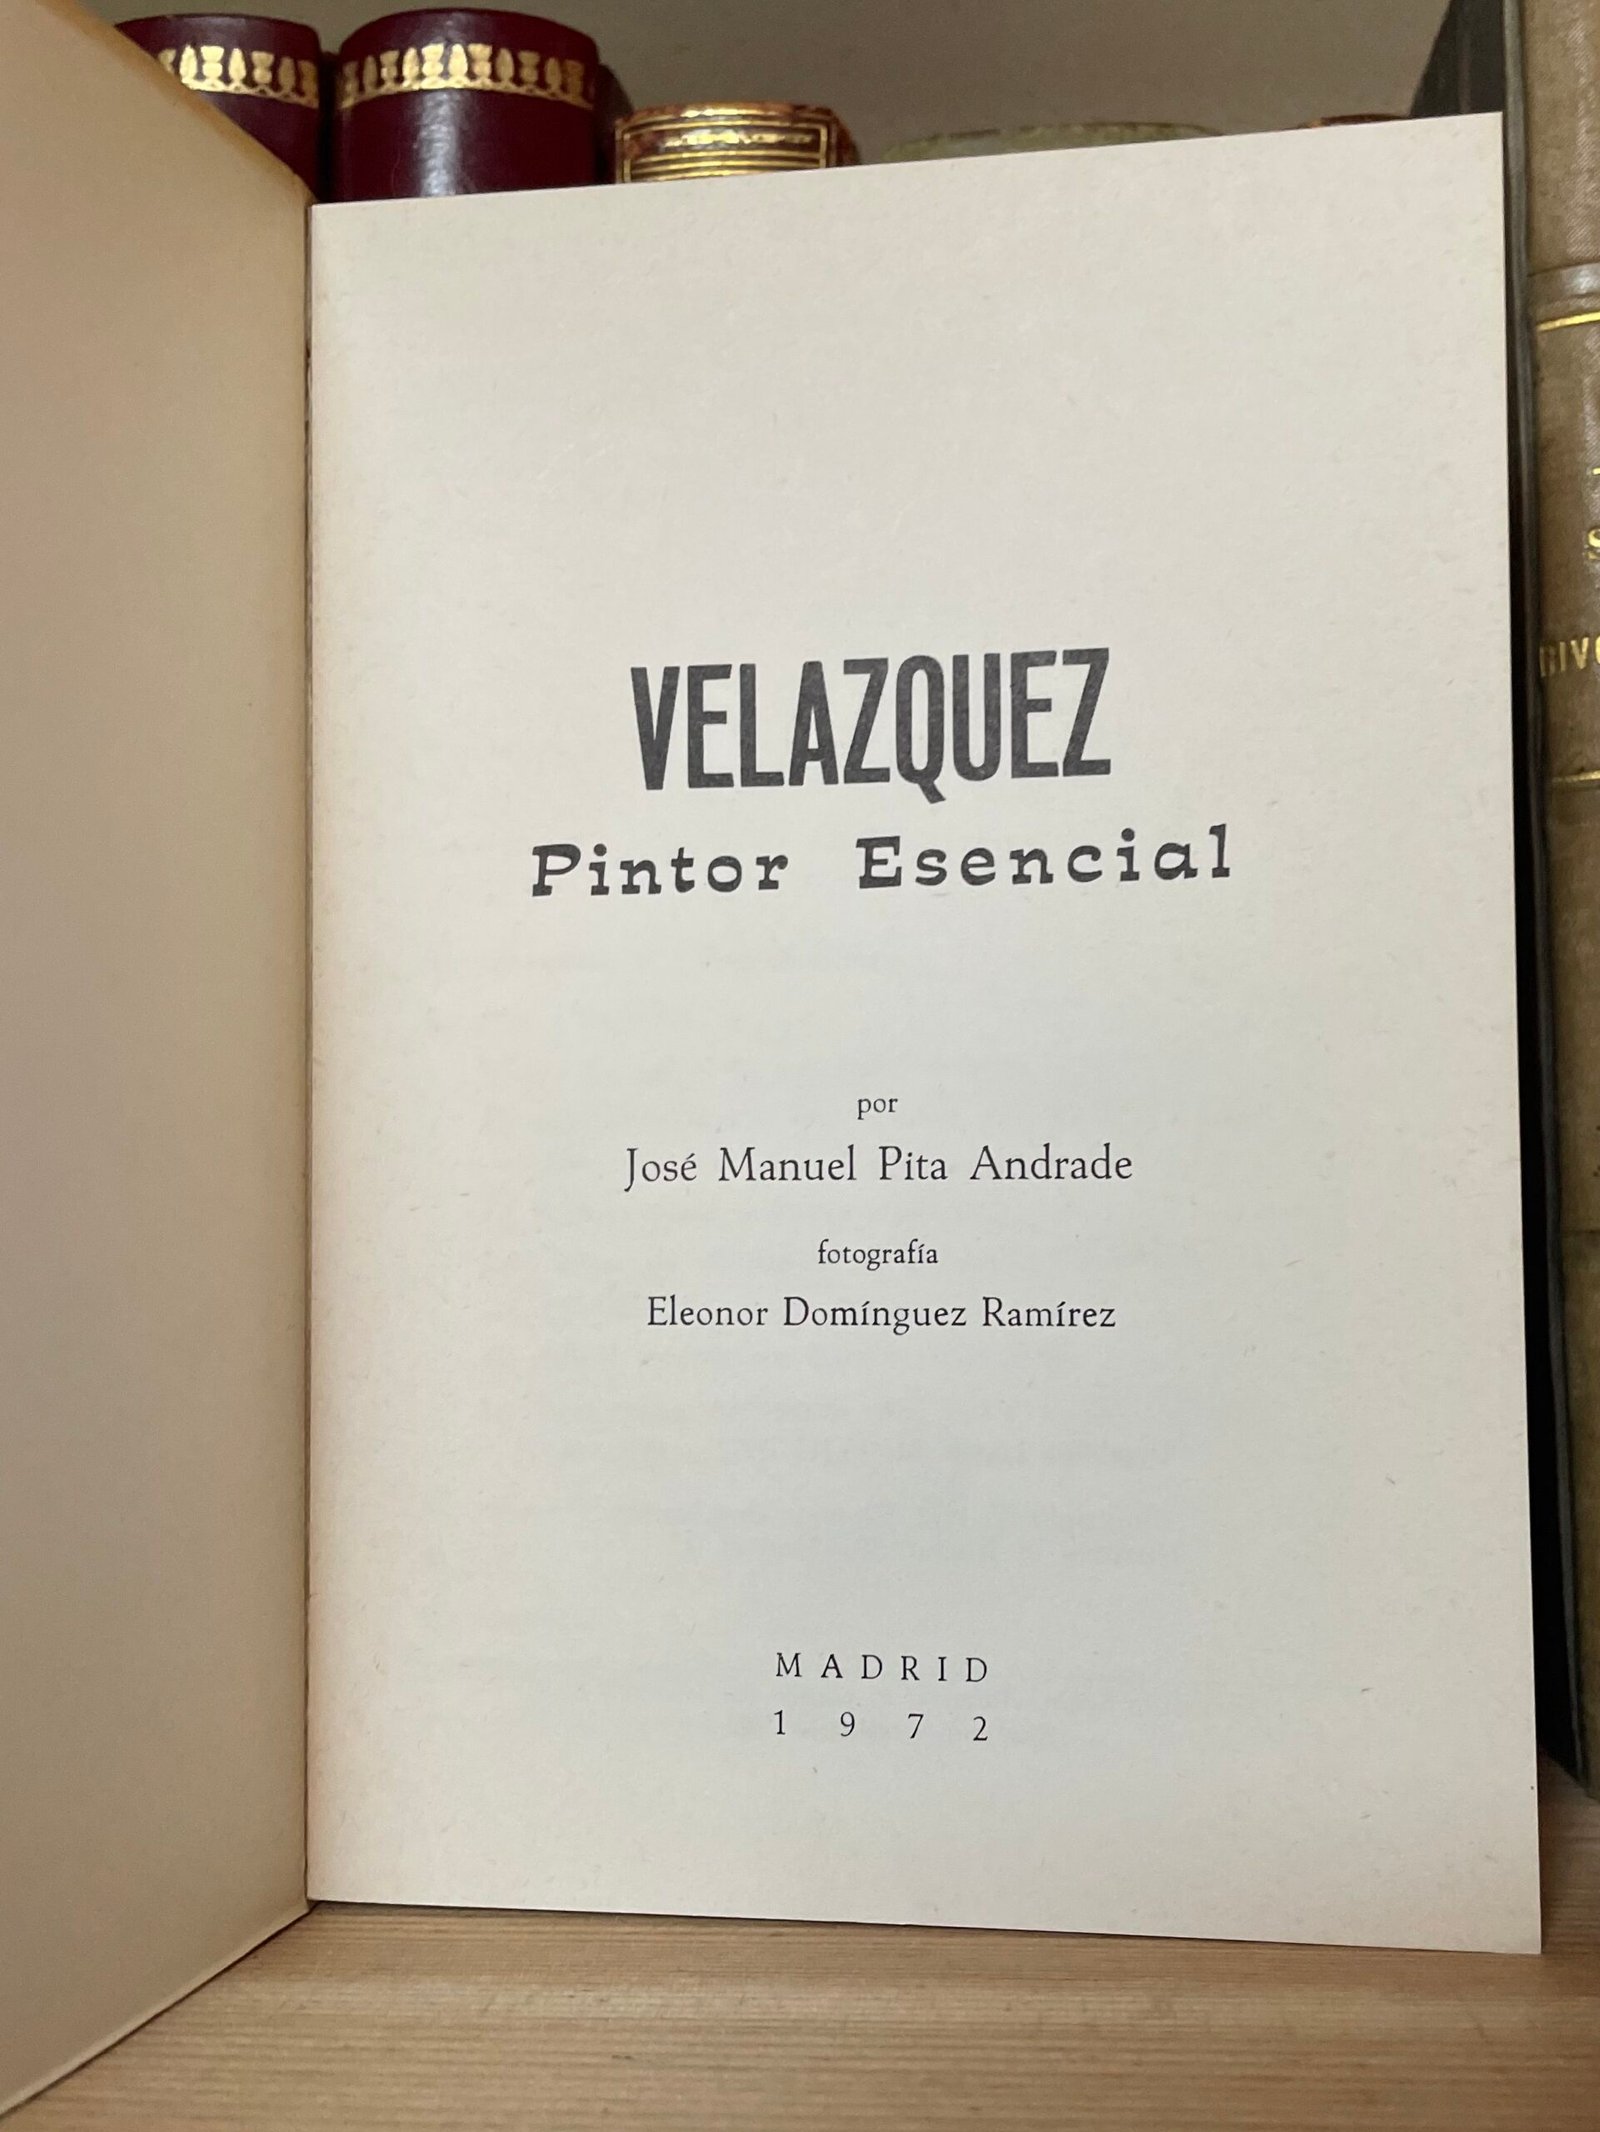 VELAZQUEZ
Pintor Esencial
por
José Manuel Pita Andrade
fotografía
Eleonor Domínguez Ramírez
MADRID
1972